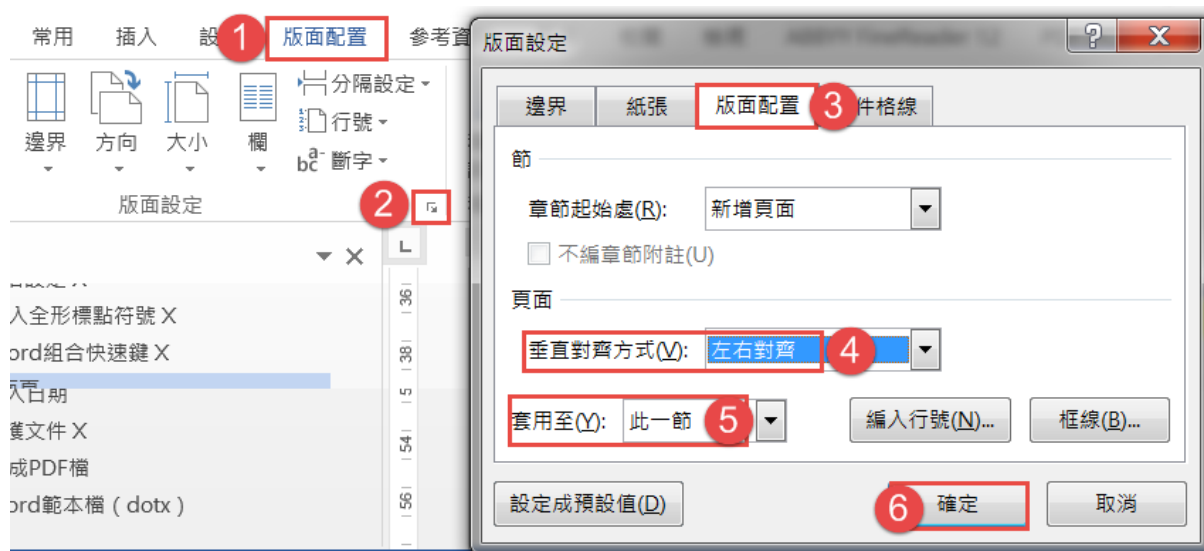 常用 插入 設 1 版面配置 參考資
邊界 方向 大小 欄
分隔設定
行號
斷字
版面設定 2
入全形標點符號 X
ord組合快速鍵 X
入日期
護文件 X
成PDF檔
ord範本檔 ( dotx )
36 38 5 54 56
版面設定
邊界 紙張 版面配置 3 件格線
節
章節起始處(R): 新增頁面
不編章節附註(U)
頁面
垂直對齊方式(V): 左右對齊 4
套用至(Y): 此一節 5 編入行號(N)... 框線(B)...
設定成預設值(D) 6 確定 取消